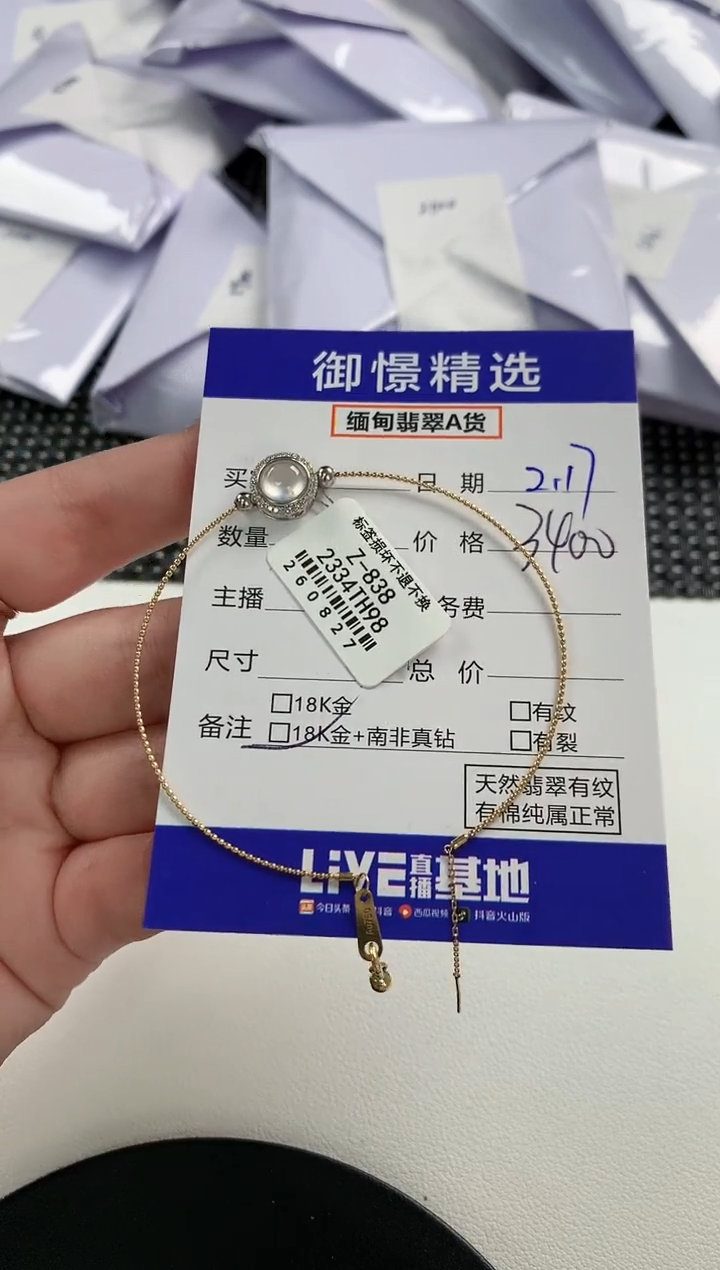 御憬精选
缅甸翡翠A货
买
日期 2.17
数量
价格 3400
标签损坏不退不换
Z-838
2334TH98
260827
主播
务费
尺寸
总价
备注
□18K金
□有纹
□18K金+南非真钻
□有裂
天然翡翠有纹
有棉纯属正常
LiVE直播基地
今日头条 抖音 西瓜视频 抖音火山版